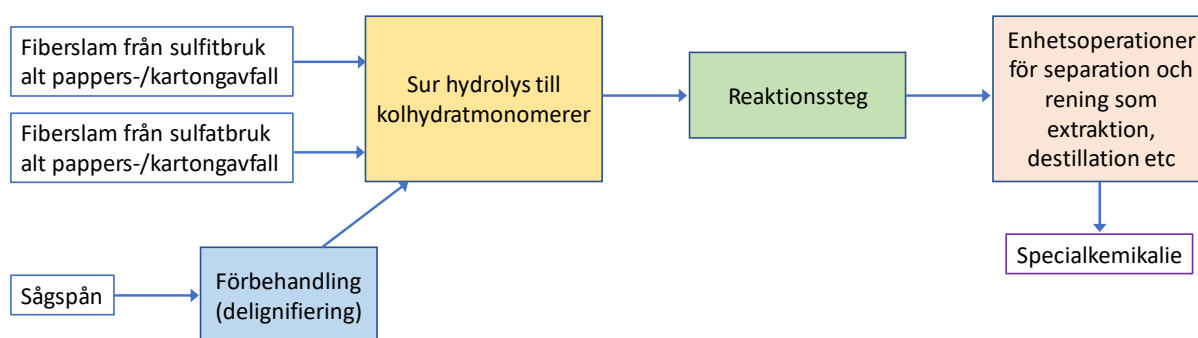 Fiberslam från sulfitbruk
alt pappers-/kartongavfall
Fiberslam från sulfatbruk
alt pappers-/kartongavfall
Sågspån
Förbehandling
(delignifiering)
Sur hydrolys till
kolhydratmonomerer
Reaktionssteg
Enhetsoperationer
för separation och
rening som
extraktion,
destillation etc
Specialkemikalie